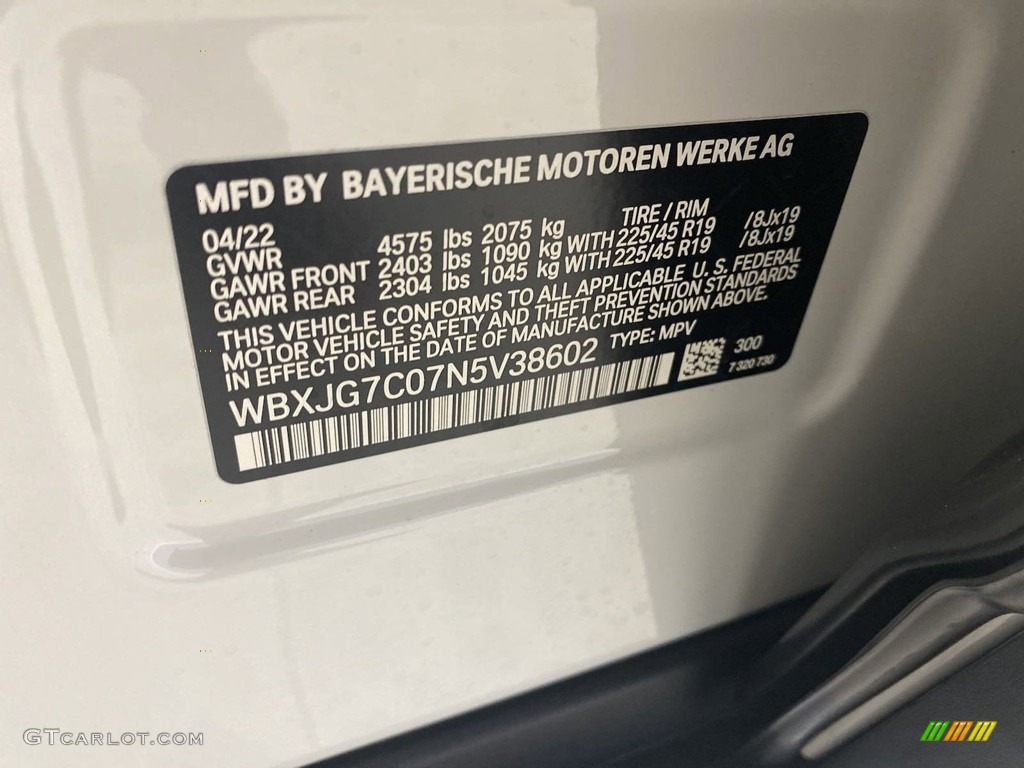 MFD BY BAYERISCHE MOTOREN WERKE AG
04/22 TIRE / RIM
GVWR 4575 lbs 2075 kg
GAWR FRONT 2403 lbs 1090 kg WITH 225/45 R19 /8Jx19
GAWR REAR 2304 lbs 1045 kg WITH 225/45 R19 /8Jx19
THIS VEHICLE CONFORMS TO ALL APPLICABLE U. S. FEDERAL
MOTOR VEHICLE SAFETY AND THEFT PREVENTION STANDARDS
IN EFFECT ON THE DATE OF MANUFACTURE SHOWN ABOVE.
WBXJG7C07N5V38602 TYPE: MPV
300
7 320 730
GTCARLOT.COM